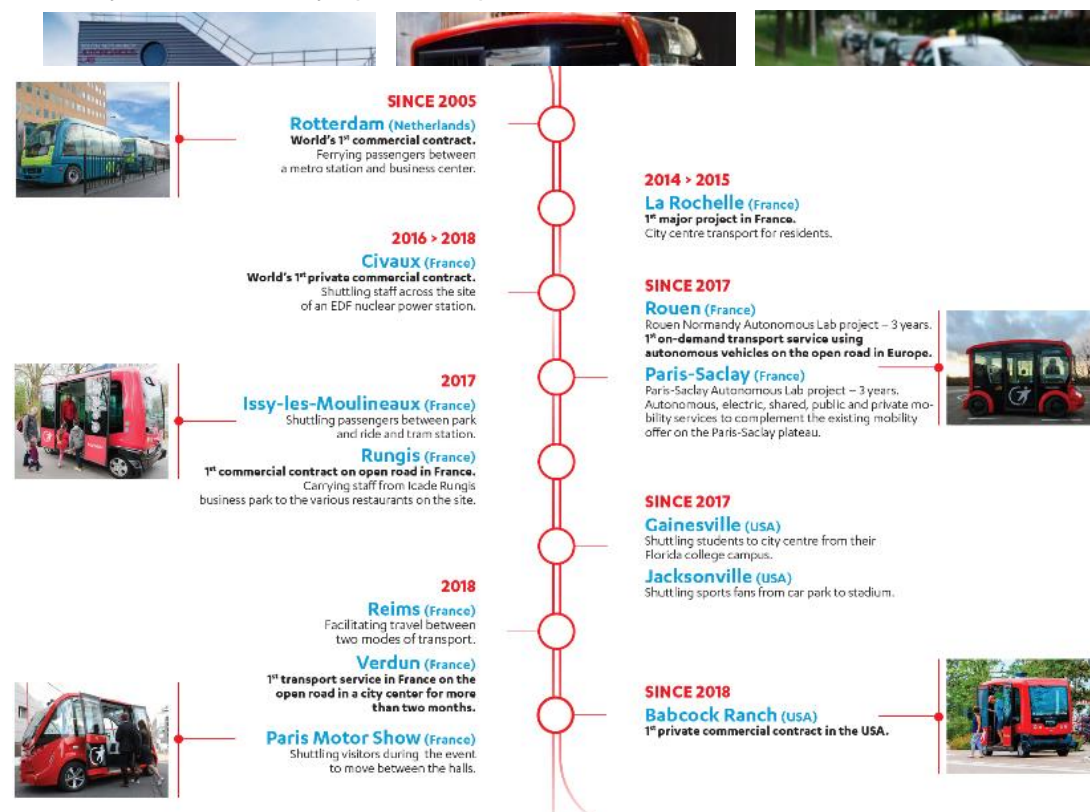 SINCE 2005
Rotterdam (Netherlands)
World's 1st commercial contract.
Ferrying passengers between
a metro station and business center.
2014 > 2015
La Rochelle (France)
1st major project in France.
City centre transport for residents.
2016 > 2018
Civaux (France)
World's 1st private commercial contract.
Shuttling staff across the site
of an EDF nuclear power station.
SINCE 2017
Rouen (France)
Rouen Normandy Autonomous Lab project – 3 years.
1st on-demand transport service using
autonomous vehicles on the open road in Europe.
Paris-Saclay (France)
Paris-Saclay Autonomous Lab project – 3 years.
Autonomous, electric, shared, public and private mo-
bility services to complement the existing mobility
offer on the Paris-Saclay plateau.
2017
Issy-les-Moulineaux (France)
Shuttling passengers between park
and ride and tram station.
Rungis (France)
1st commercial contract on open road in France.
Carrying staff from Icade Rungis
business park to the various restaurants on the site.
SINCE 2017
Gainesville (USA)
Shuttling students to city centre from their
Florida college campus.
Jacksonville (USA)
Shuttling sports fans from car park to stadium.
2018
Reims (France)
Facilitating travel between
two modes of transport.
Verdun (France)
1st transport service in France on the
open road in a city center for more
than two months.
Paris Motor Show (France)
Shuttling visitors during the event
to move between the halls.
SINCE 2018
Babcock Ranch (USA)
1st private commercial contract in the USA.